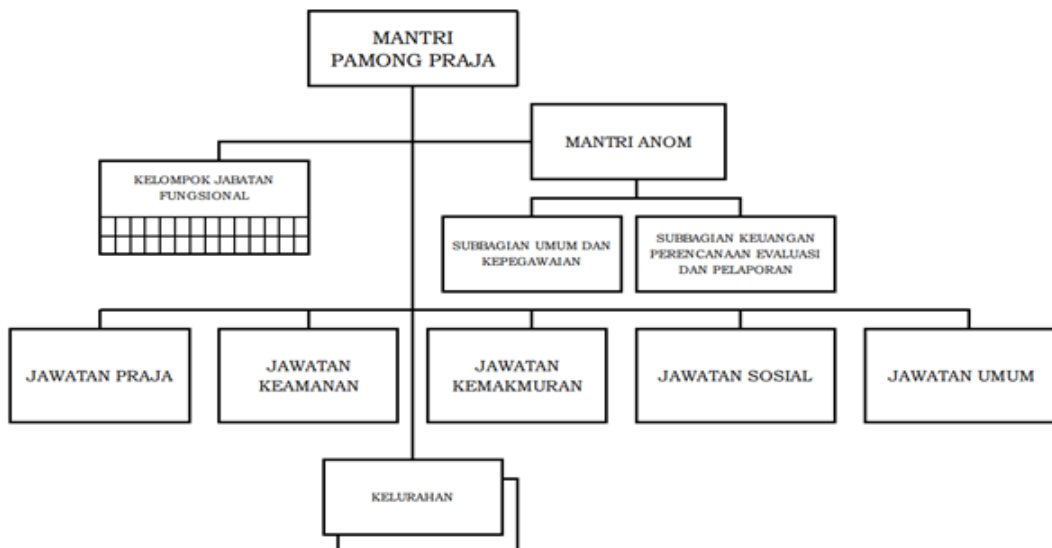 MANTRI
PAMONG PRAJA
MANTRI ANOM
KELOMPOK JABATAN
FUNGSIONAL
SUBBAGIAN UMUM DAN
KEPEGAWAIAN
SUBBAGIAN KEUANGAN
PERENCANAAN EVALUASI
DAN PELAPORAN
JAWATAN PRAJA
JAWATAN
KEAMANAN
JAWATAN
KEMAKMURAN
JAWATAN SOSIAL
JAWATAN UMUM
KELURAHAN